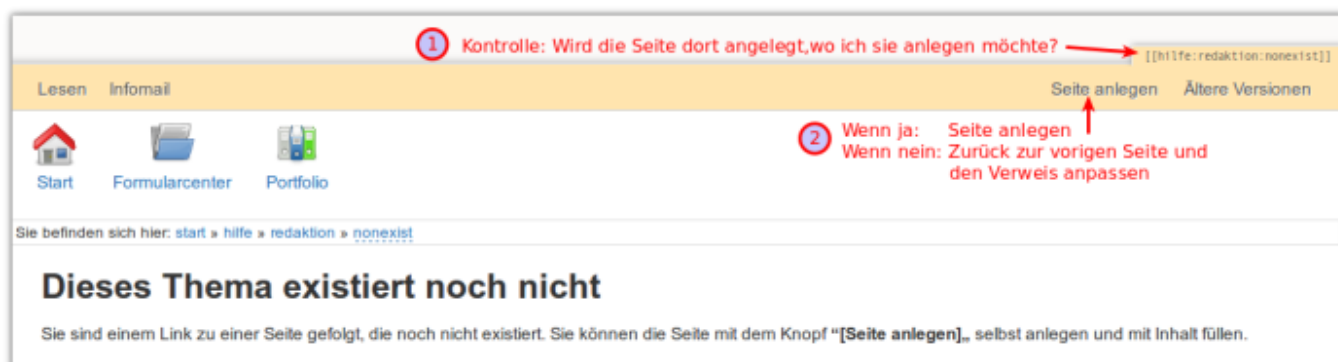 1 Kontrolle: Wird die Seite dort angelegt,wo ich sie anlegen möchte?
[[hilfe:redaktion:nonexist]]
Lesen Infomail Seite anlegen Ältere Versionen
2 Wenn ja: Seite anlegen
Wenn nein: Zurück zur vorigen Seite und
den Verweis anpassen
Start Formularcenter Portfolio
Sie befinden sich hier: start » hilfe » redaktion » nonexist
Dieses Thema existiert noch nicht
Sie sind einem Link zu einer Seite gefolgt, die noch nicht existiert. Sie können die Seite mit dem Knopf “[Seite anlegen]„ selbst anlegen und mit Inhalt füllen.